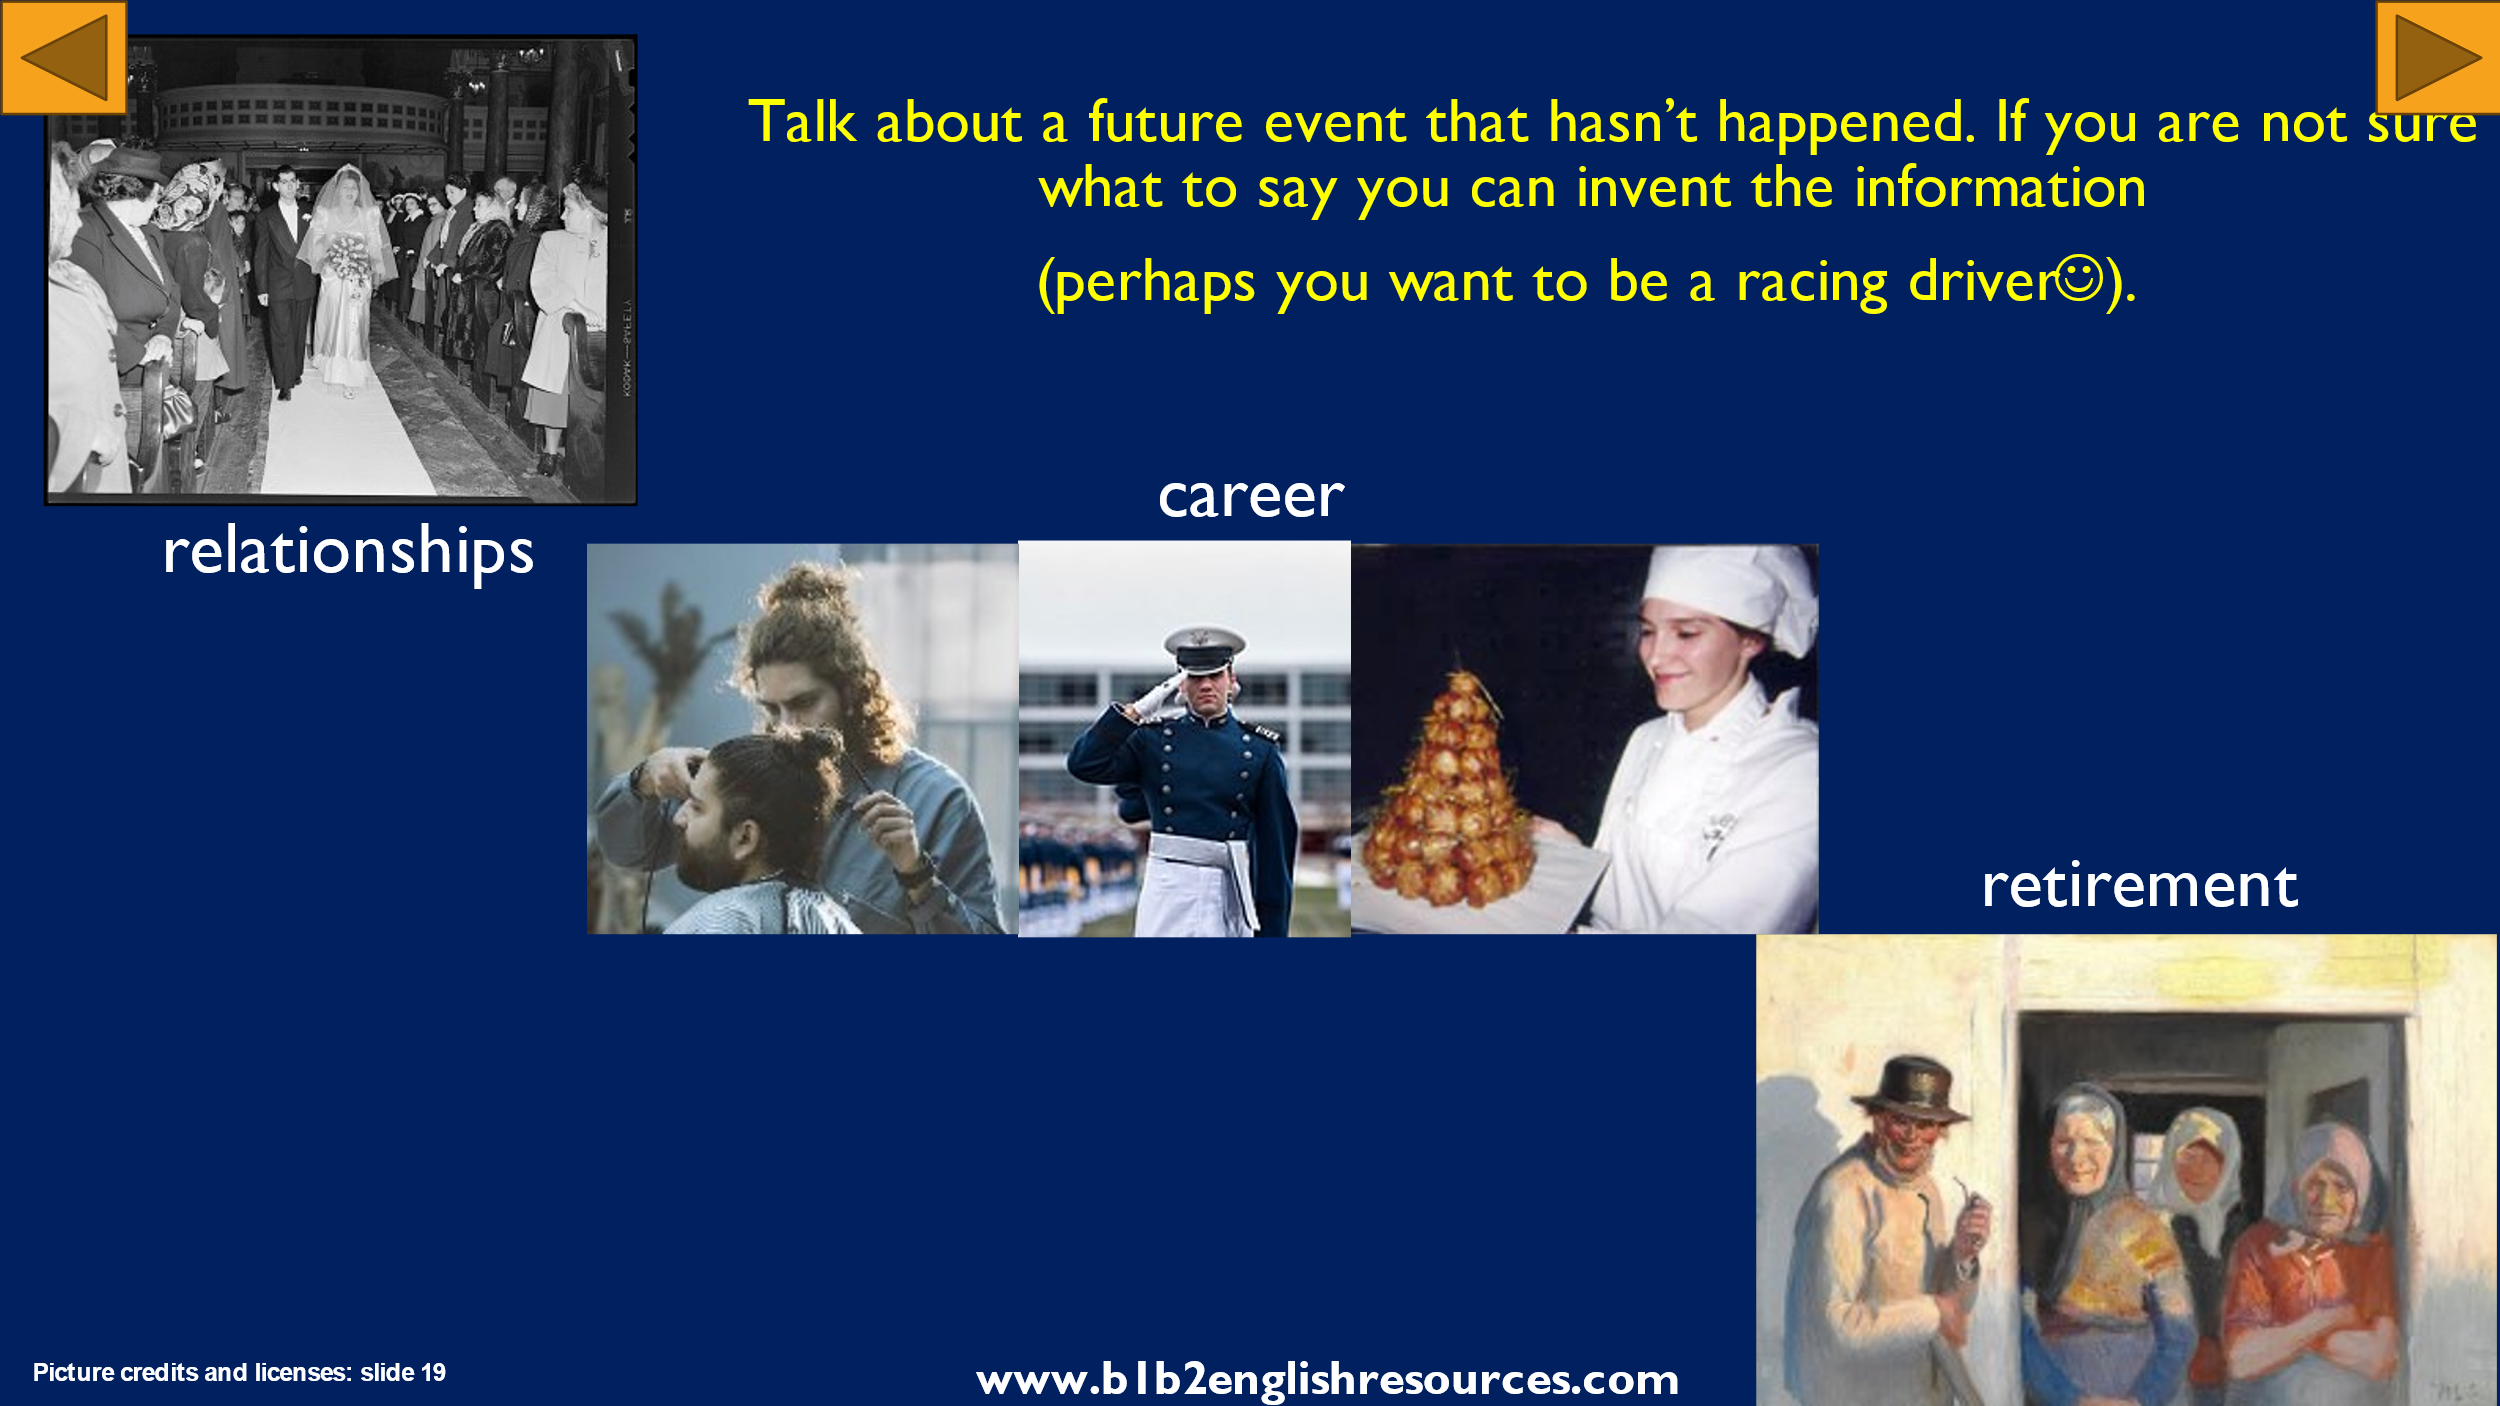 Talk about a future event that hasn’t happened. If you are not sure
what to say you can invent the information
(perhaps you want to be a racing driver☺).
career
relationships
retirement
Picture credits and licenses: slide 19
www.b1b2englishresources.com